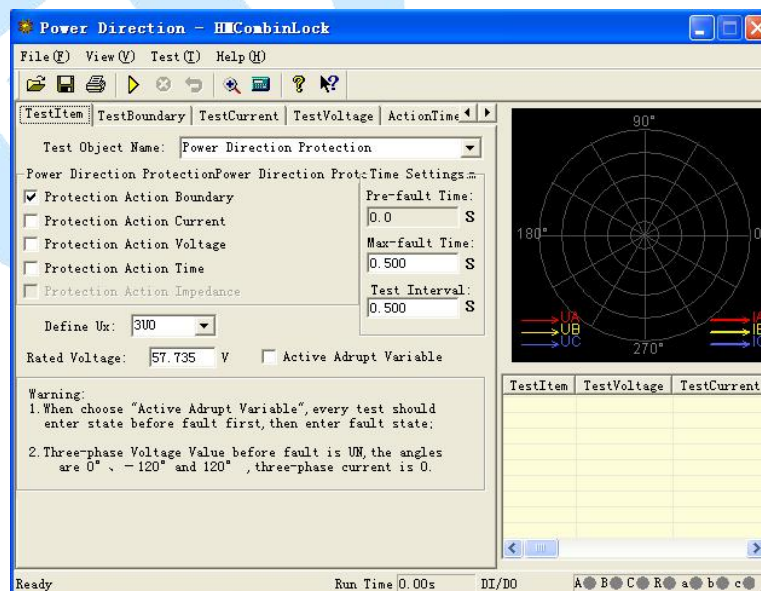 Power Direction - HMCombinLock
File(F) View(V) Test(T) Help(H)
TestItem TestBoundary TestCurrent TestVoltage ActionTime
Test Object Name: Power Direction Protection
Power Direction ProtectionPower Direction Prote Time Settings
Protection Action Boundary
Protection Action Current
Protection Action Voltage
Protection Action Time
Protection Action Impedance
Pre-fault Time:
0.0 S
Max-fault Time:
0.500 S
Test Interval:
0.500 S
Define Ux: 3U0
Rated Voltage: 57.735 V Active Adrupt Variable
Warning:
1.When choose "Active Adrupt Variable", every test should
enter state before fault first, then enter fault state;
2.Three-phase Voltage Value before fault is UN, the angles
are 0°、-120° and 120° ,three-phase current is 0.
90°
180°
270°
UA
UB
UC
TestItem TestVoltage TestCurrent
Ready Run Time 0.00s DI/DO A B C R a b c